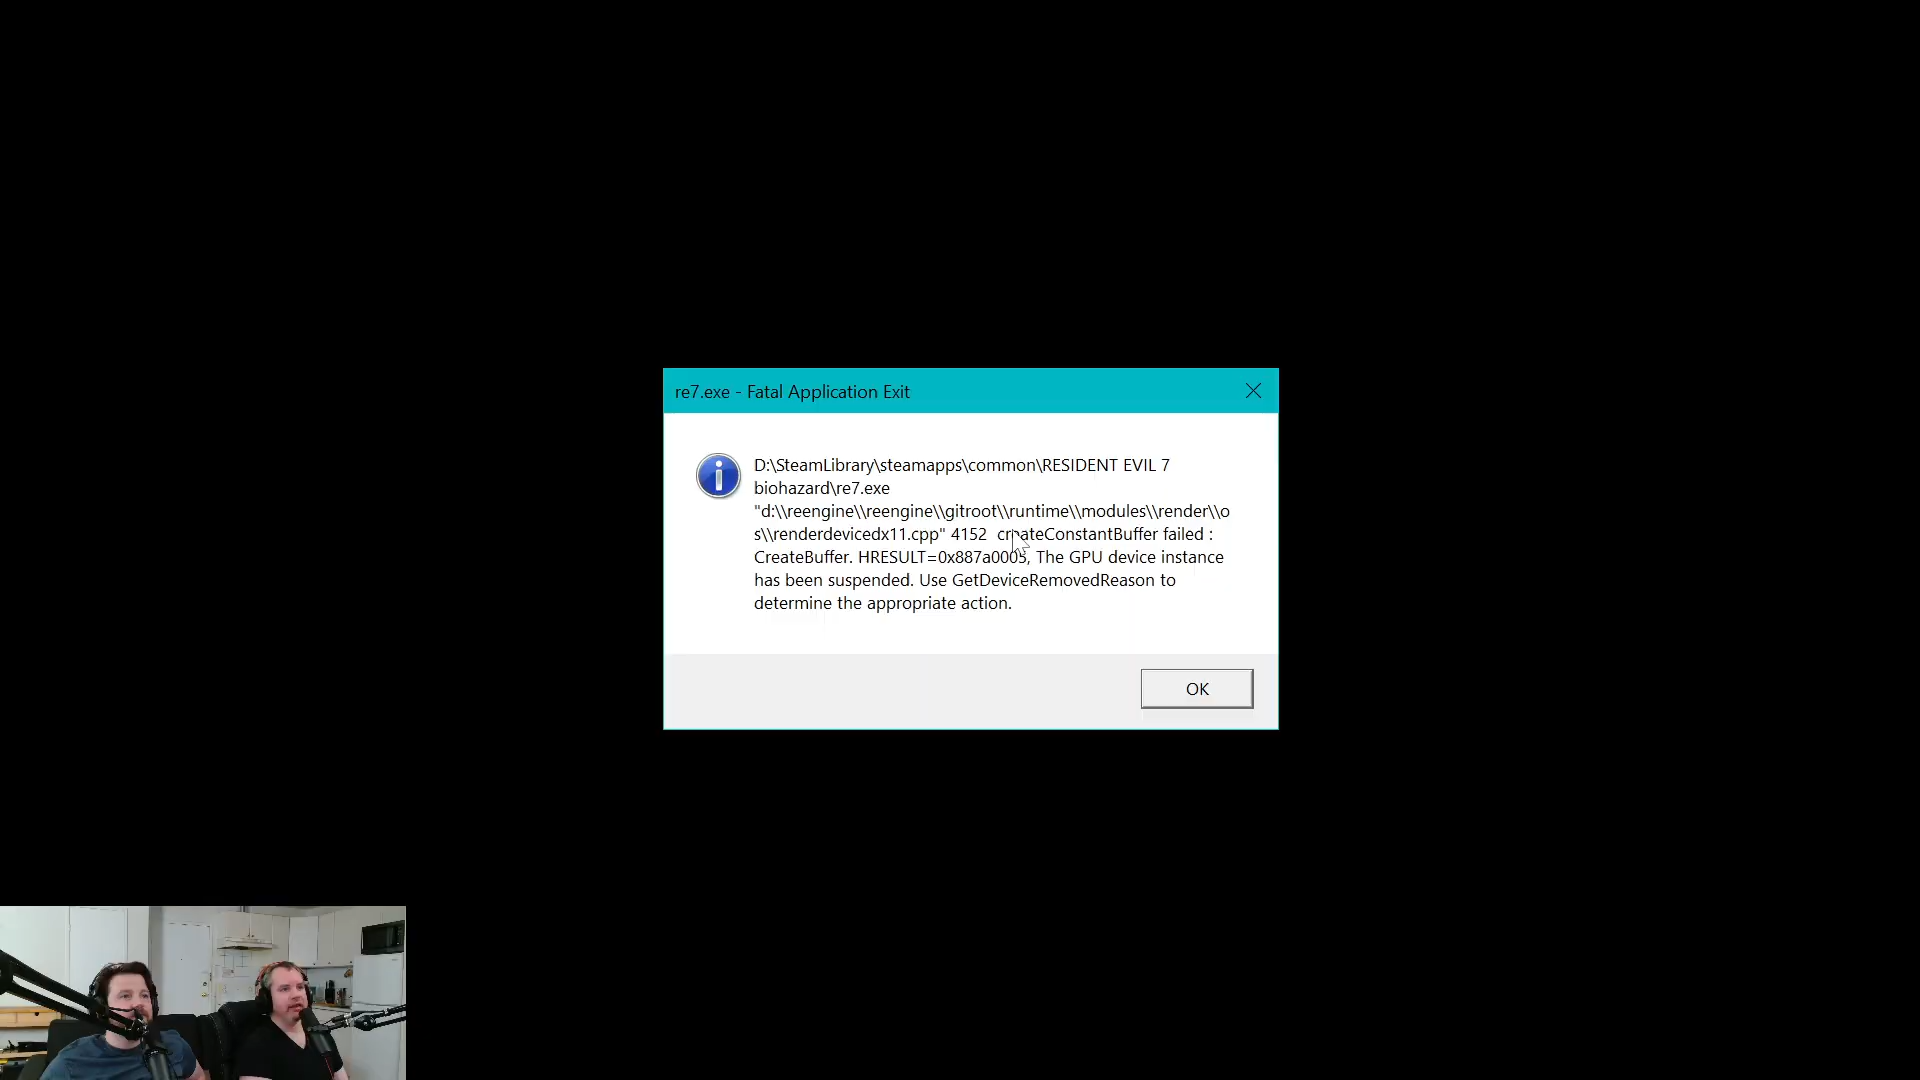 re7.exe - Fatal Application Exit
D:\SteamLibrary\steamapps\common\RESIDENT EVIL 7
biohazard\re7.exe
"d:\\reengine\\reengine\\gitroot\\runtime\\modules\\render\\o
s\\renderdevicedx11.cpp" 4152  createConstantBuffer failed :
CreateBuffer. HRESULT=0x887a0005, The GPU device instance
has been suspended. Use GetDeviceRemovedReason to
determine the appropriate action.
OK